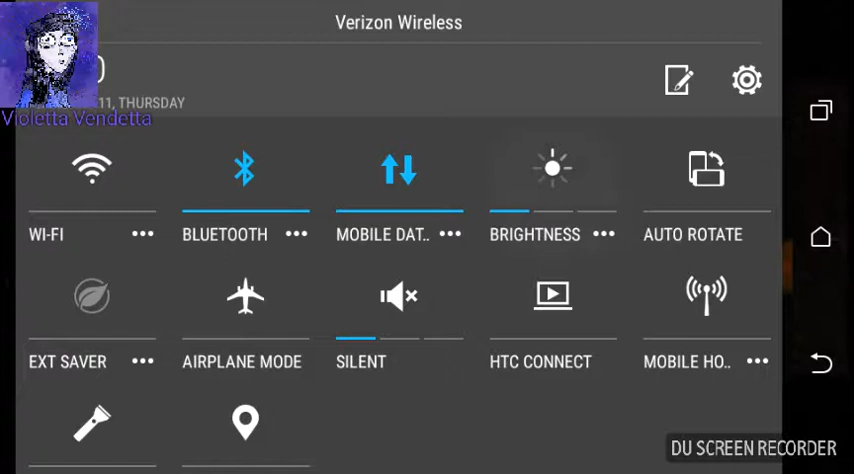 Verizon Wireless
11, THURSDAY
Violetta Vendetta
WI-FI ...
BLUETOOTH ...
MOBILE DAT.. ...
BRIGHTNESS ...
AUTO ROTATE
EXT SAVER ...
AIRPLANE MODE
SILENT
HTC CONNECT
MOBILE HO.. ...
DU SCREEN RECORDER